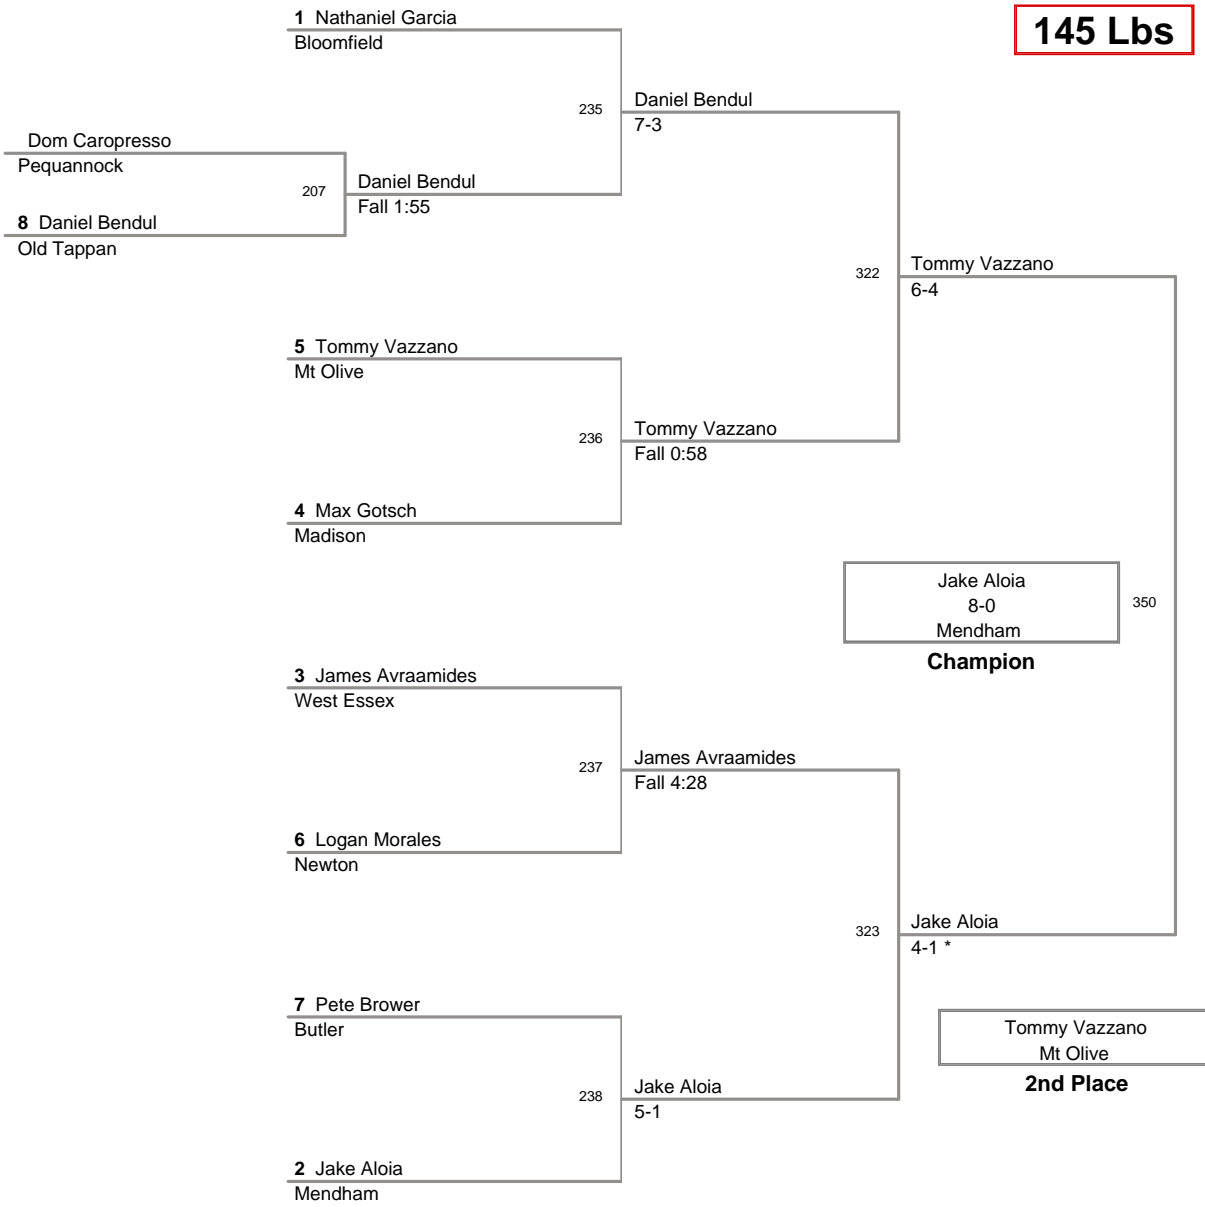 145 Lbs
1 Nathaniel Garcia
Bloomfield
235
Daniel Bendul
7-3
Dom Caropresso
Pequannock
207
Daniel Bendul
Fall 1:55
8 Daniel Bendul
Old Tappan
322
Tommy Vazzano
6-4
5 Tommy Vazzano
Mt Olive
236
Tommy Vazzano
Fall 0:58
4 Max Gotsch
Madison
Jake Aloia
8-0
Mendham
Champion
350
3 James Avraamides
West Essex
237
James Avraamides
Fall 4:28
6 Logan Morales
Newton
323
Jake Aloia
4-1 *
7 Pete Brower
Butler
Tommy Vazzano
Mt Olive
2nd Place
238
Jake Aloia
5-1
2 Jake Aloia
Mendham